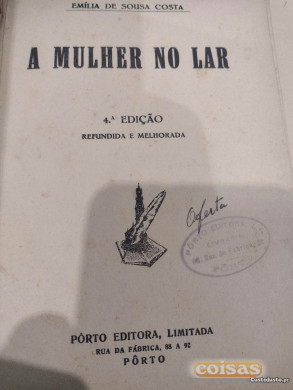 EMÍLIA DE SOUSA COSTA
A MULHER NO LAR
4.ª EDIÇÃO
REFUNDIDA E MELHORADA
Oferta
PÔRTO EDITORA, LIMITADA
RUA DA FÁBRICA, 88 A 92
PÔRTO
coisas